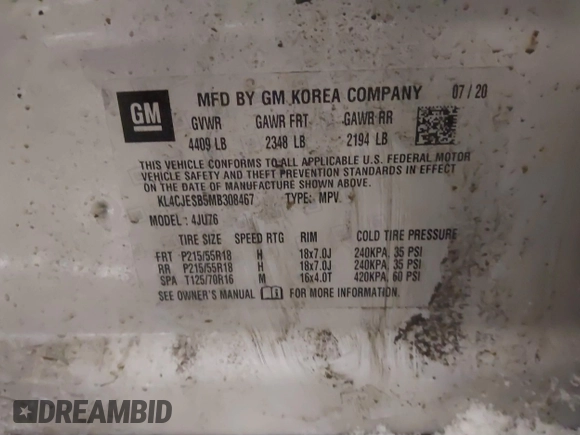 GM MFD BY GM KOREA COMPANY 07/20
GVWR GAWR FRT GAWR RR
4409 LB 2348 LB 2194 LB
THIS VEHICLE CONFORMS TO ALL APPLICABLE U.S. FEDERAL MOTOR
VEHICLE SAFETY AND THEFT PREVENTION STANDARDS IN EFFECT
ON THE DATE OF MANUFACTURE SHOWN ABOVE.
KL4CJESB5MB308467 TYPE: MPV
MODEL: 4JU76
TIRE SIZE SPEED RTG RIM COLD TIRE PRESSURE
FRT P215/55R18 H 18x7.0J 240KPA, 35 PSI
RR P215/55R18 H 18x7.0J 240KPA, 35 PSI
SPA T125/70R16 M 16x4.0T 420KPA, 60 PSI
SEE OWNER'S MANUAL FOR MORE INFORMATION.
DREAMBID